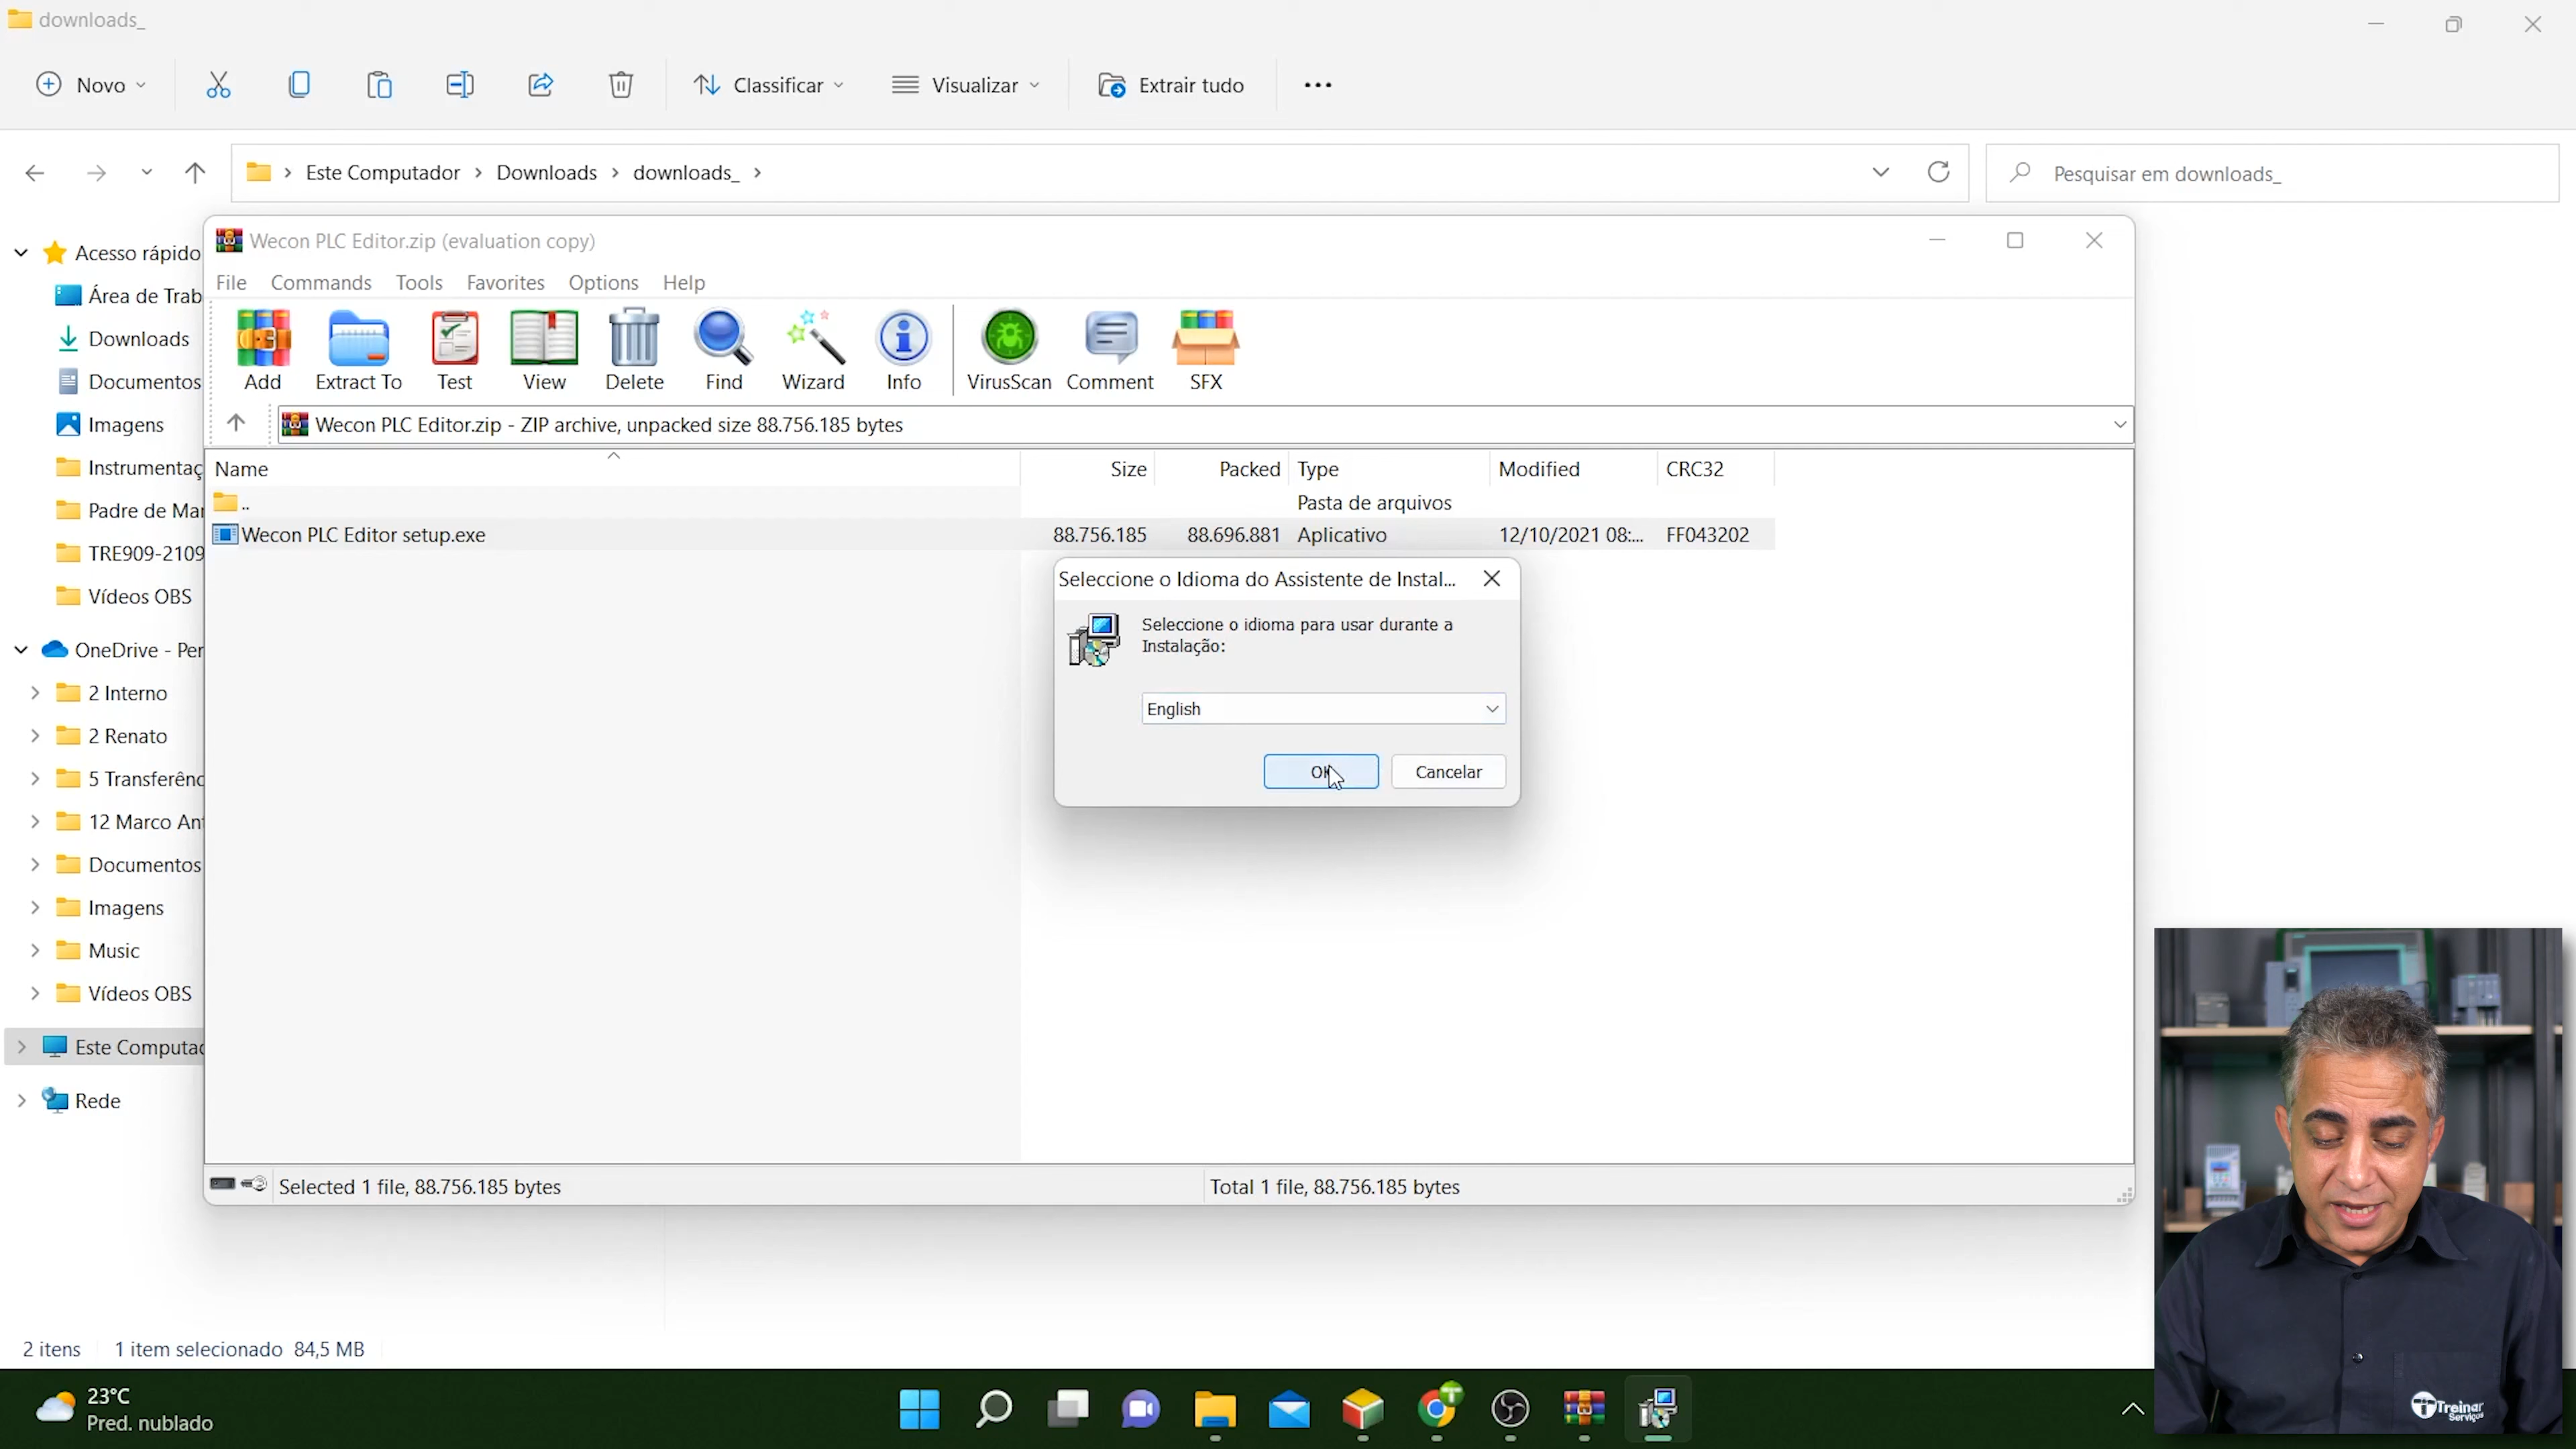 downloads_
Novo
Classificar
Visualizar
Extrair tudo
Este Computador
Downloads
downloads_
Pesquisar em downloads_
Acesso rápido
Área de Trab
Downloads
Documentos
Imagens
Instrumentaç
Padre de Mar
TRE909-2109
Vídeos OBS
OneDrive - Per
2 Interno
2 Renato
5 Transferênc
12 Marco Ant
Documentos
Imagens
Music
Vídeos OBS
Este Computad
Rede
Wecon PLC Editor.zip (evaluation copy)
File Commands Tools Favorites Options Help
Add Extract To Test View Delete Find Wizard Info VirusScan Comment SFX
Wecon PLC Editor.zip - ZIP archive, unpacked size 88.756.185 bytes
Name Size Packed Type Modified CRC32
.. Pasta de arquivos
Wecon PLC Editor setup.exe 88.756.185 88.696.881 Aplicativo 12/10/2021 08:... FF043202
Seleccione o Idioma do Assistente de Instal...
Seleccione o idioma para usar durante a
Instalação:
English
OK Cancelar
Selected 1 file, 88.756.185 bytes
Total 1 file, 88.756.185 bytes
2 itens 1 item selecionado 84,5 MB
23°C
Pred. nublado
Treinar
Serviços